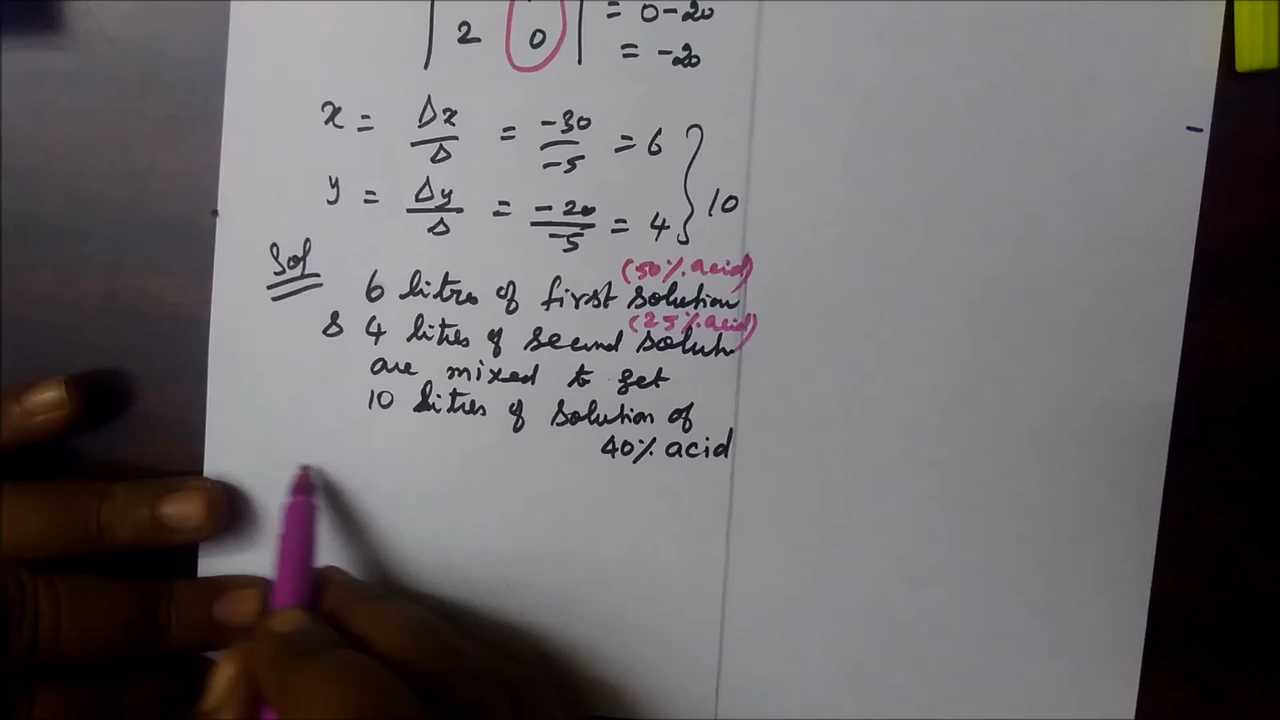 = 0-20
2 0
= -20
x = Δx/Δ = -30/-5 = 6
y = Δy/Δ = -20/-5 = 4 } 10
Sol
(50% acid)
6 litres of first solution
(25% acid)
& 4 litres of second solutn
are mixed to get
10 litres of solution of
40% acid